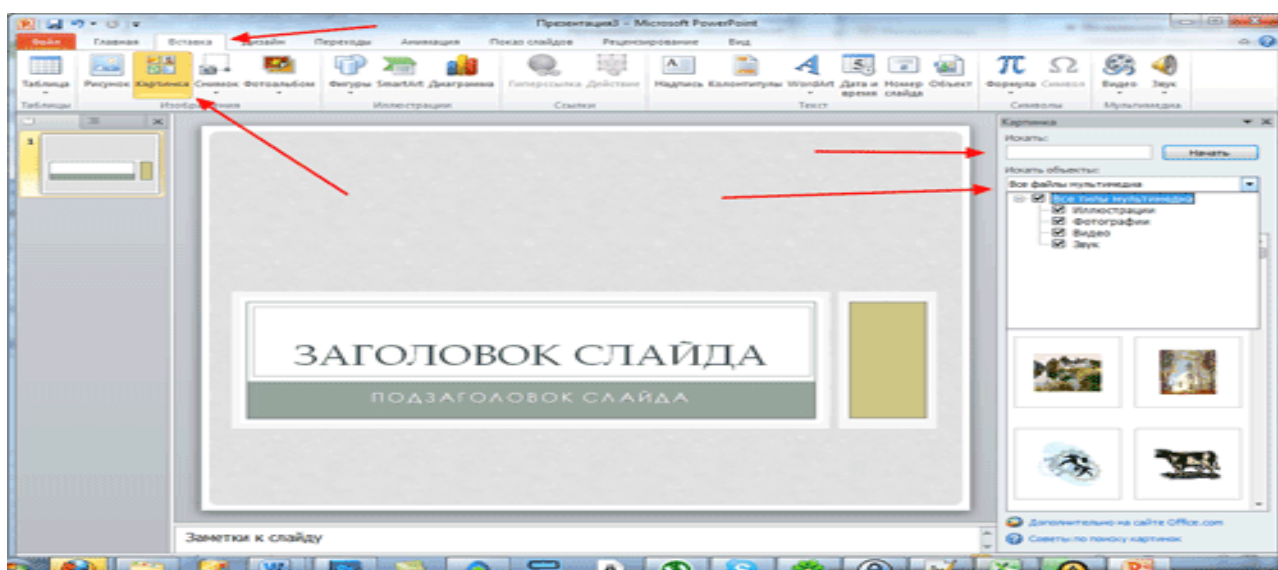 Презентация3 – Microsoft PowerPoint
Файл Главная Вставка Дизайн Переходы Анимация Показ слайдов Рецензирование Вид
Таблица Рисунок Картинка Снимок Фотоальбом Фигуры SmartArt Диаграмма Гиперссылка Действие Надпись Колонтитулы WordArt Дата и время Номер слайда Объект Формула Символ Видео Звук
Таблицы Изображения Иллюстрации Ссылки Текст Символы Мультимедиа
1
Картинка
Искать:
Начать
Искать объекты:
Все файлы мультимедиа
Все типы мультимедиа
Иллюстрации
Фотографии
Видео
Звук
ЗАГОЛОВОК СЛАЙДА
ПОДЗАГОЛОВОК СЛАЙДА
Заметки к слайду
Дополнительно на сайте Office.com
Советы по поиску картинок